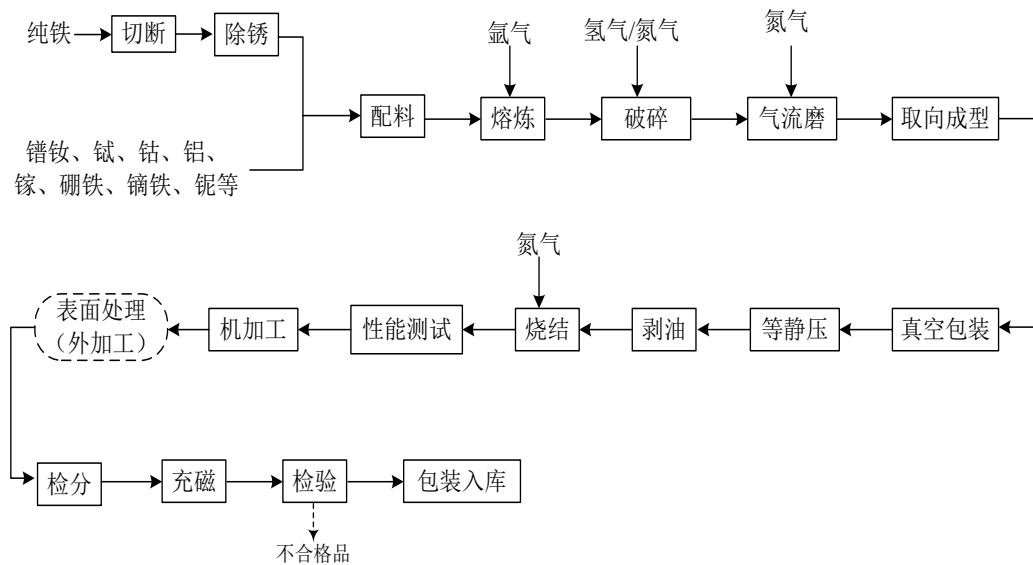 纯铁
切断
除锈
氩气
氢气/氮气
氮气
配料
熔炼
破碎
气流磨
取向成型
镨钕、铽、钴、铝、
镓、硼铁、镝铁、铌等
氮气
表面处理
（外加工）
机加工
性能测试
烧结
剥油
等静压
真空包装
检分
充磁
检验
包装入库
不合格品